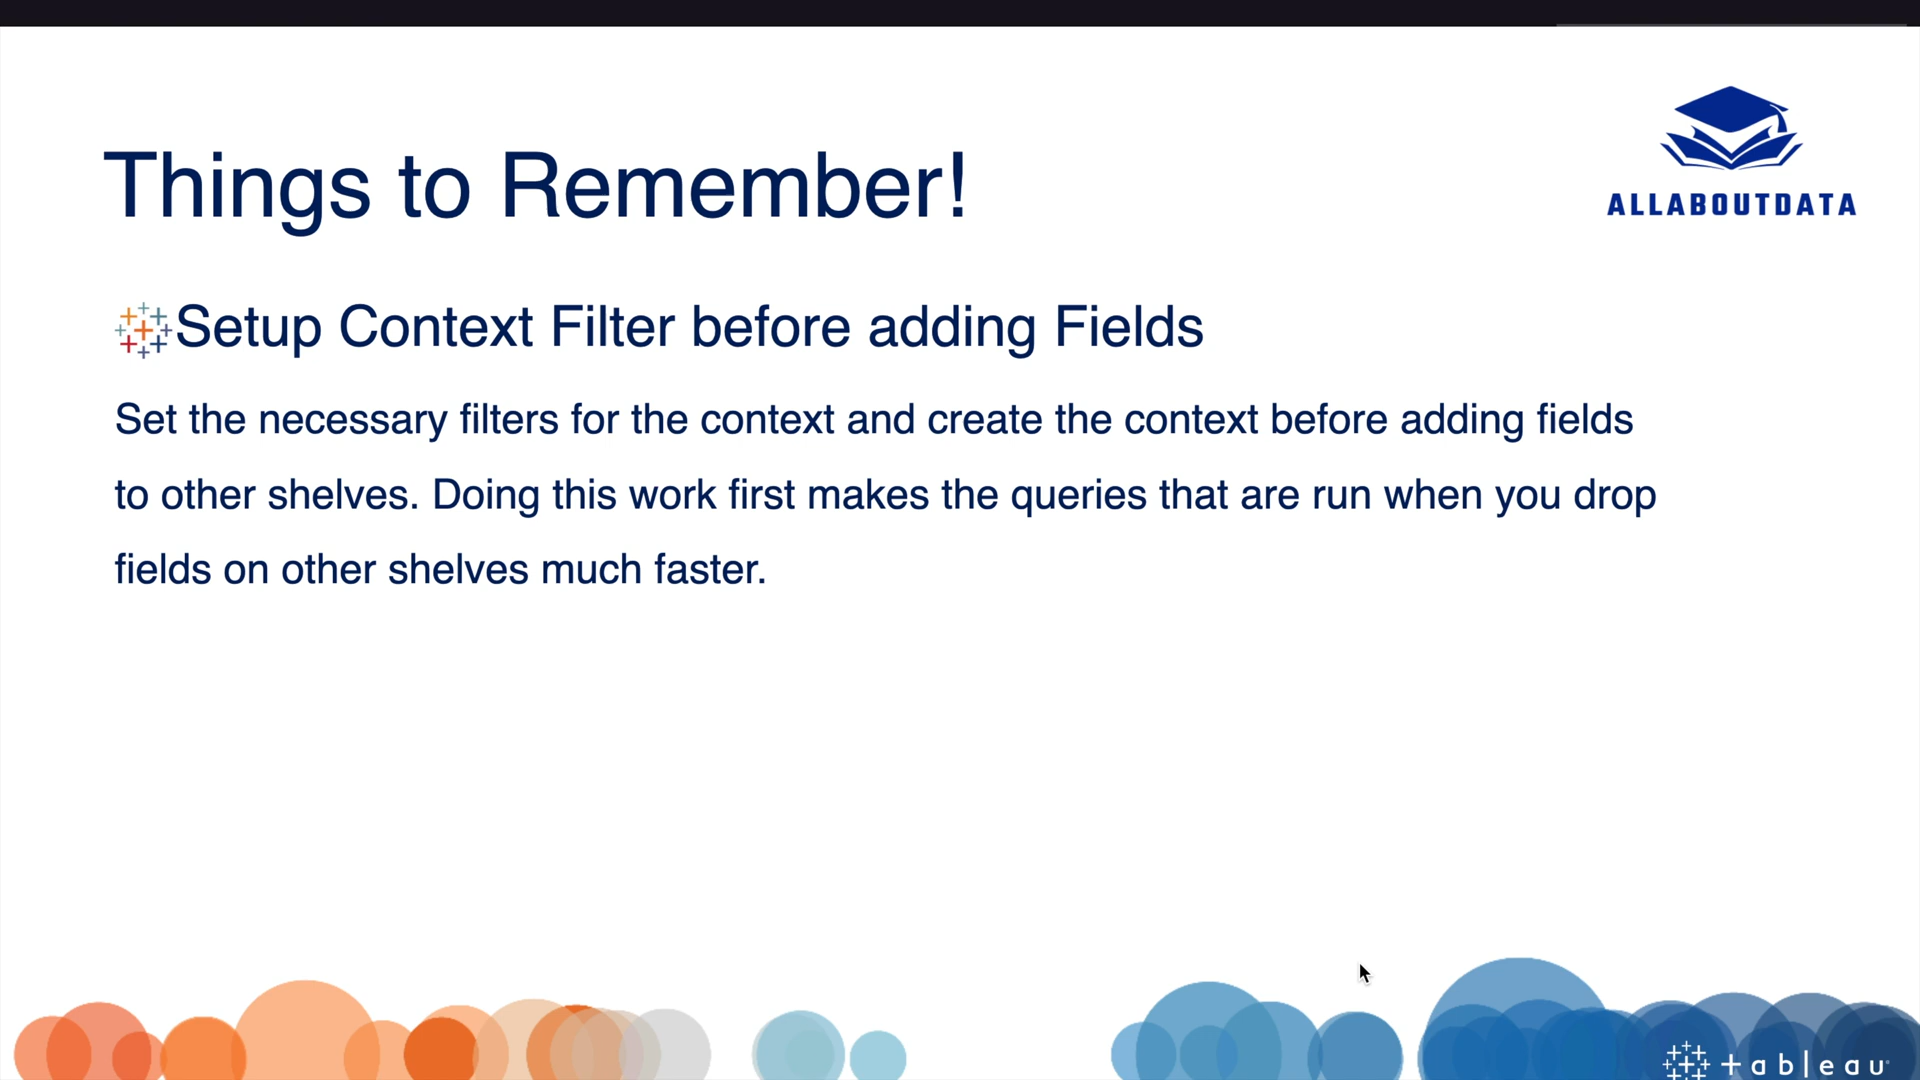 ALLABOUTDATA
Things to Remember!
Setup Context Filter before adding Fields
Set the necessary filters for the context and create the context before adding fields
to other shelves. Doing this work first makes the queries that are run when you drop
fields on other shelves much faster.
+ableau